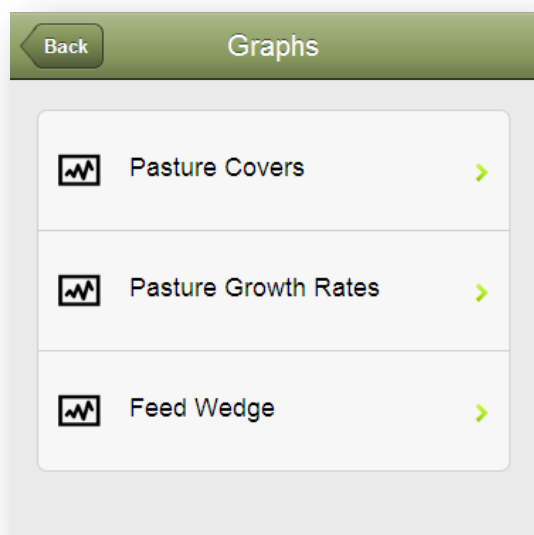 Back
Graphs
Pasture Covers
Pasture Growth Rates
Feed Wedge